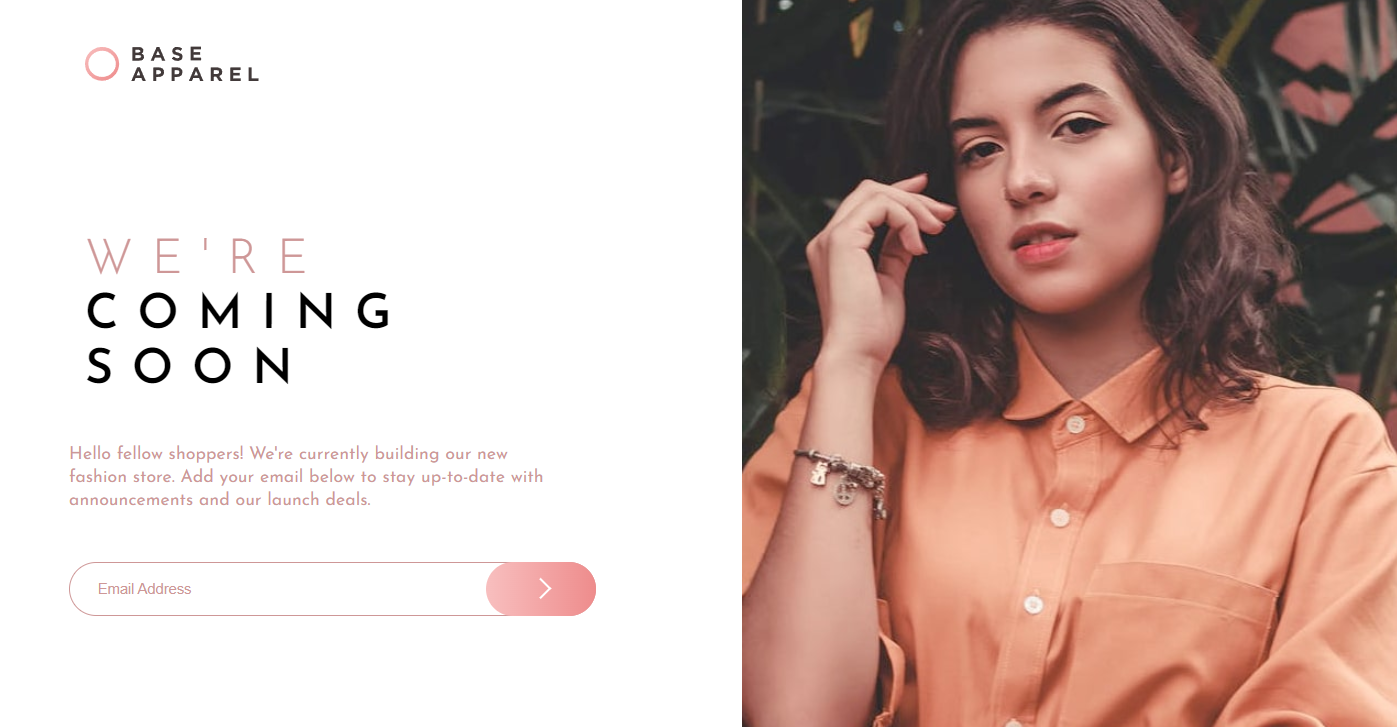 BASE
APPAREL
WE'RE
COMING
SOON
Hello fellow shoppers! We're currently building our new
fashion store. Add your email below to stay up-to-date with
announcements and our launch deals.
Email Address